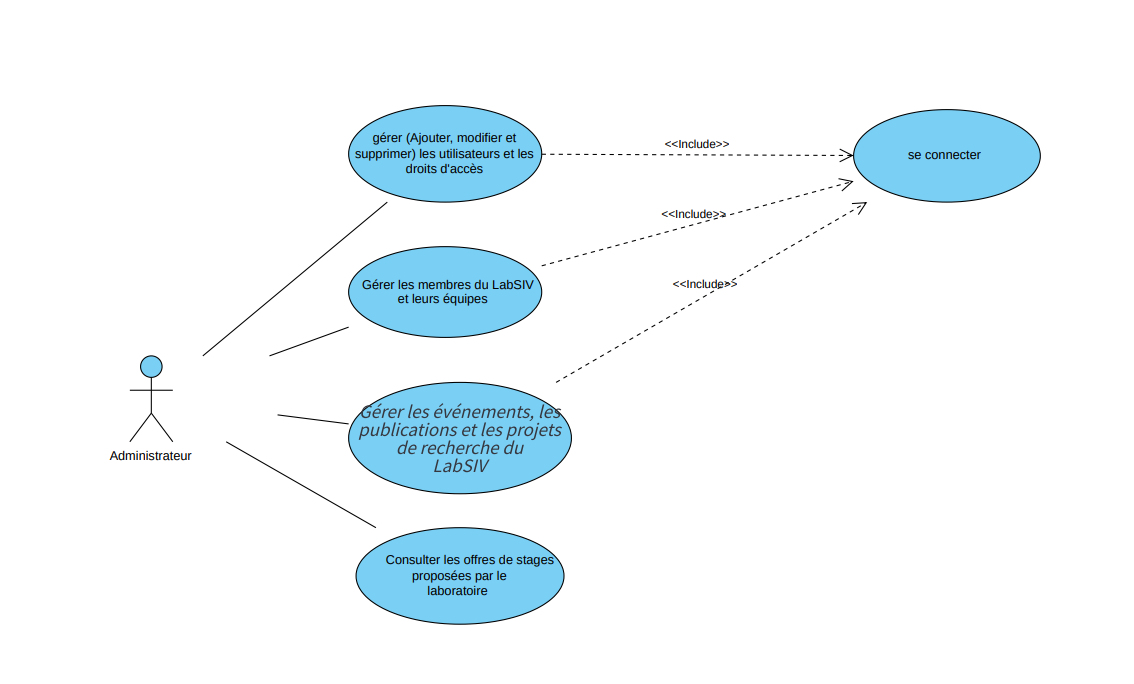 gérer (Ajouter, modifier et
supprimer) les utilisateurs et les
droits d'accès
<<Include>>
se connecter
<<Include>>
Gérer les membres du LabSIV
et leurs équipes
<<Include>>
Gérer les événements, les
publications et les projets
de recherche du
LabSIV
Administrateur
Consulter les offres de stages
proposées par le
laboratoire